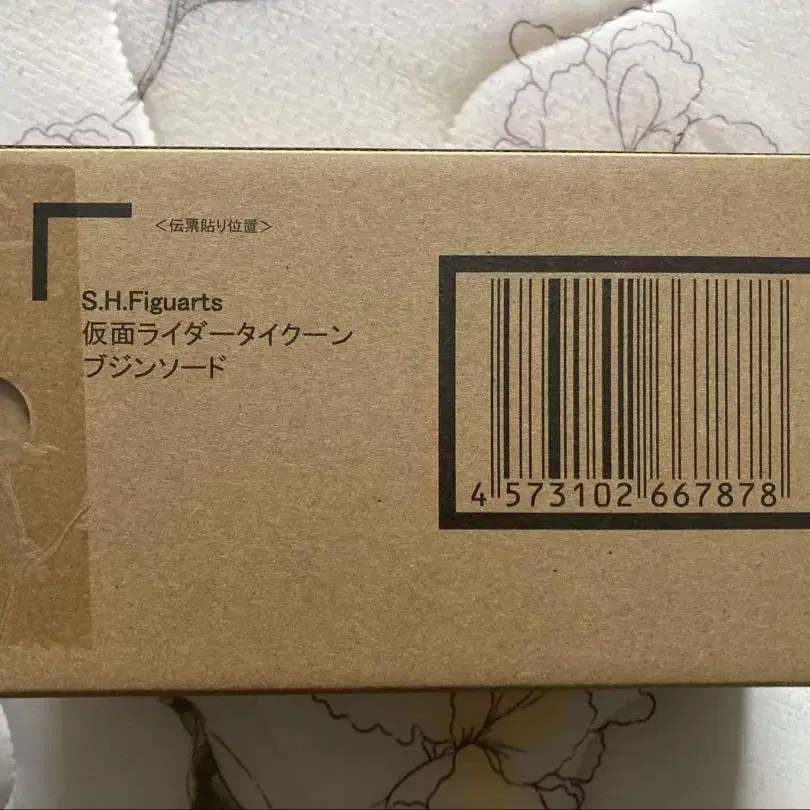 ＜伝票貼り位置＞
S.H.Figuarts
仮面ライダータイクーン
ブジンソード
4 573102 667878